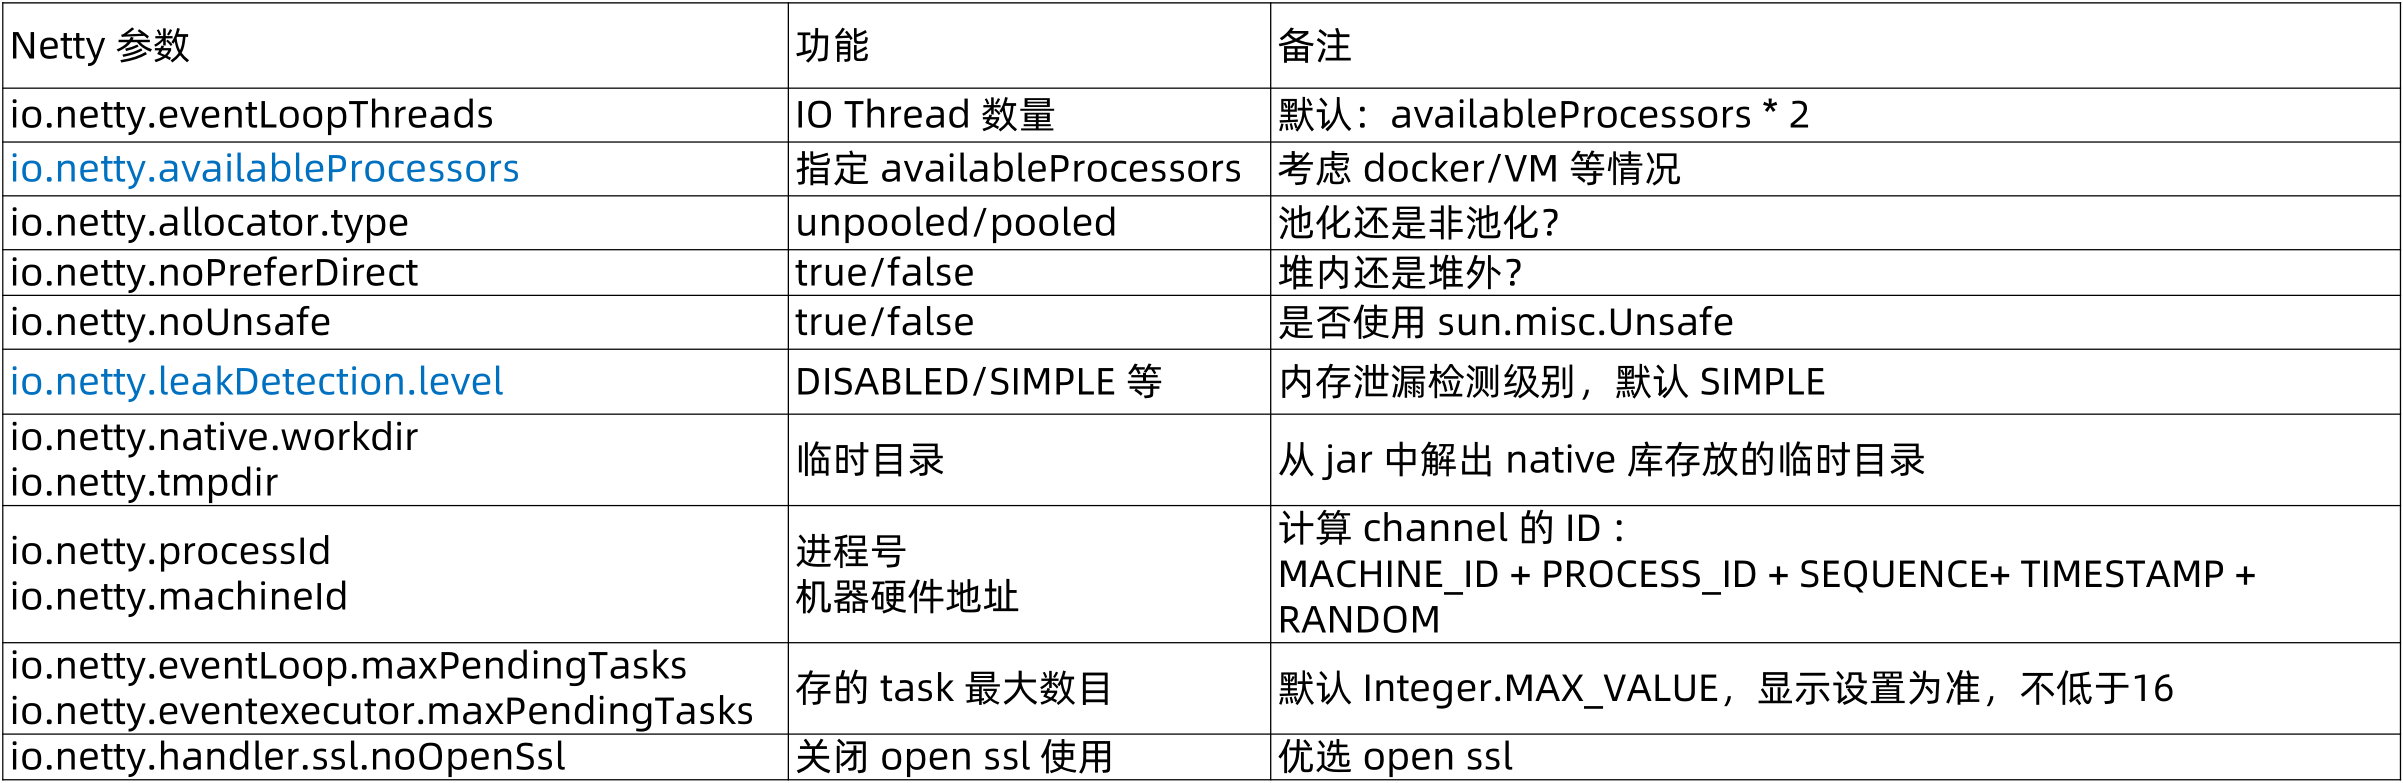 Netty 参数
功能
备注
io.netty.eventLoopThreads
IO Thread 数量
默认：availableProcessors * 2
io.netty.availableProcessors
指定 availableProcessors
考虑 docker/VM 等情况
io.netty.allocator.type
unpooled/pooled
池化还是非池化？
io.netty.noPreferDirect
true/false
堆内还是堆外？
io.netty.noUnsafe
true/false
是否使用 sun.misc.Unsafe
io.netty.leakDetection.level
DISABLED/SIMPLE 等
内存泄漏检测级别，默认 SIMPLE
io.netty.native.workdir
io.netty.tmpdir
临时目录
从 jar 中解出 native 库存放的临时目录
io.netty.processId
io.netty.machineId
进程号
机器硬件地址
计算 channel 的 ID ：
MACHINE_ID + PROCESS_ID + SEQUENCE+ TIMESTAMP +
RANDOM
io.netty.eventLoop.maxPendingTasks
io.netty.eventexecutor.maxPendingTasks
存的 task 最大数目
默认 Integer.MAX_VALUE，显示设置为准，不低于16
io.netty.handler.ssl.noOpenSsl
关闭 open ssl 使用
优选 open ssl